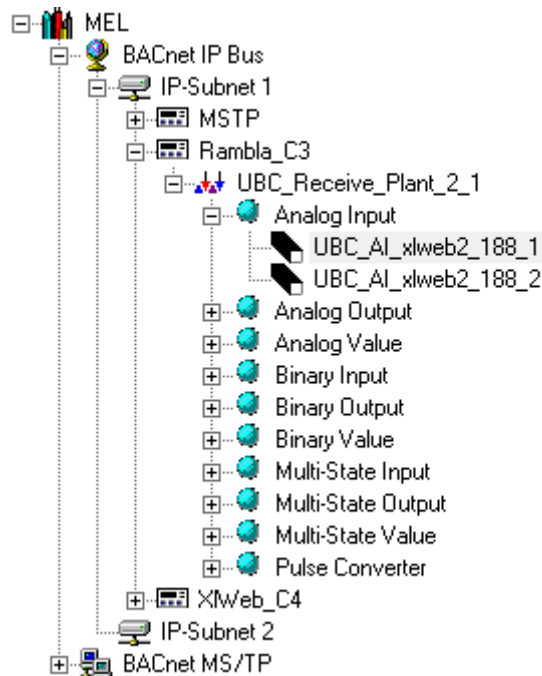 MEL
BACnet IP Bus
IP-Subnet 1
MSTP
Rambla_C3
UBC_Receive_Plant_2_1
Analog Input
UBC_AI_xlweb2_188_1
UBC_AI_xlweb2_188_2
Analog Output
Analog Value
Binary Input
Binary Output
Binary Value
Multi-State Input
Multi-State Output
Multi-State Value
Pulse Converter
XlWeb_C4
IP-Subnet 2
BACnet MS/TP